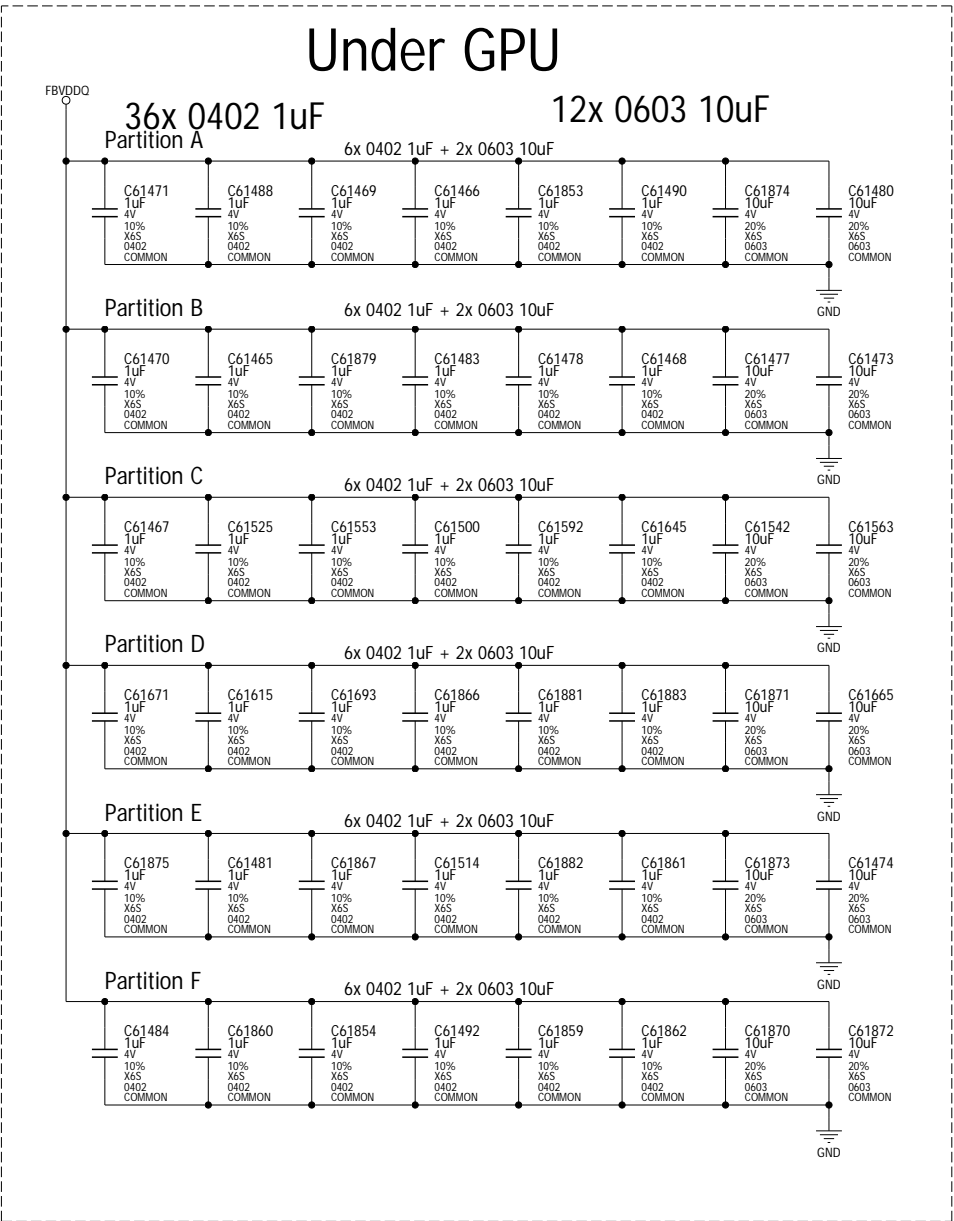 Under GPU
FBVDDQ
36x 0402 1uF
12x 0603 10uF
Partition A
6x 0402 1uF + 2x 0603 10uF
C61471
1uF
4V
10%
X6S
0402
COMMON
C61488
1uF
4V
10%
X6S
0402
COMMON
C61469
1uF
4V
10%
X6S
0402
COMMON
C61466
1uF
4V
10%
X6S
0402
COMMON
C61853
1uF
4V
10%
X6S
0402
COMMON
C61490
1uF
4V
10%
X6S
0402
COMMON
C61874
10uF
4V
20%
X6S
0603
COMMON
C61480
10uF
4V
20%
X6S
0603
COMMON
GND
Partition B
6x 0402 1uF + 2x 0603 10uF
C61470
1uF
4V
10%
X6S
0402
COMMON
C61465
1uF
4V
10%
X6S
0402
COMMON
C61879
1uF
4V
10%
X6S
0402
COMMON
C61483
1uF
4V
10%
X6S
0402
COMMON
C61478
1uF
4V
10%
X6S
0402
COMMON
C61468
1uF
4V
10%
X6S
0402
COMMON
C61477
10uF
4V
20%
X6S
0603
COMMON
C61473
10uF
4V
20%
X6S
0603
COMMON
GND
Partition C
6x 0402 1uF + 2x 0603 10uF
C61467
1uF
4V
10%
X6S
0402
COMMON
C61525
1uF
4V
10%
X6S
0402
COMMON
C61553
1uF
4V
10%
X6S
0402
COMMON
C61500
1uF
4V
10%
X6S
0402
COMMON
C61592
1uF
4V
10%
X6S
0402
COMMON
C61645
1uF
4V
10%
X6S
0402
COMMON
C61542
10uF
4V
20%
X6S
0603
COMMON
C61563
10uF
4V
20%
X6S
0603
COMMON
GND
Partition D
6x 0402 1uF + 2x 0603 10uF
C61671
1uF
4V
10%
X6S
0402
COMMON
C61615
1uF
4V
10%
X6S
0402
COMMON
C61693
1uF
4V
10%
X6S
0402
COMMON
C61866
1uF
4V
10%
X6S
0402
COMMON
C61881
1uF
4V
10%
X6S
0402
COMMON
C61883
1uF
4V
10%
X6S
0402
COMMON
C61871
10uF
4V
20%
X6S
0603
COMMON
C61665
10uF
4V
20%
X6S
0603
COMMON
GND
Partition E
6x 0402 1uF + 2x 0603 10uF
C61875
1uF
4V
10%
X6S
0402
COMMON
C61481
1uF
4V
10%
X6S
0402
COMMON
C61867
1uF
4V
10%
X6S
0402
COMMON
C61514
1uF
4V
10%
X6S
0402
COMMON
C61882
1uF
4V
10%
X6S
0402
COMMON
C61861
1uF
4V
10%
X6S
0402
COMMON
C61873
10uF
4V
20%
X6S
0603
COMMON
C61474
10uF
4V
20%
X6S
0603
COMMON
GND
Partition F
6x 0402 1uF + 2x 0603 10uF
C61484
1uF
4V
10%
X6S
0402
COMMON
C61860
1uF
4V
10%
X6S
0402
COMMON
C61854
1uF
4V
10%
X6S
0402
COMMON
C61492
1uF
4V
10%
X6S
0402
COMMON
C61859
1uF
4V
10%
X6S
0402
COMMON
C61862
1uF
4V
10%
X6S
0402
COMMON
C61870
10uF
4V
20%
X6S
0603
COMMON
C61872
10uF
4V
20%
X6S
0603
COMMON
GND